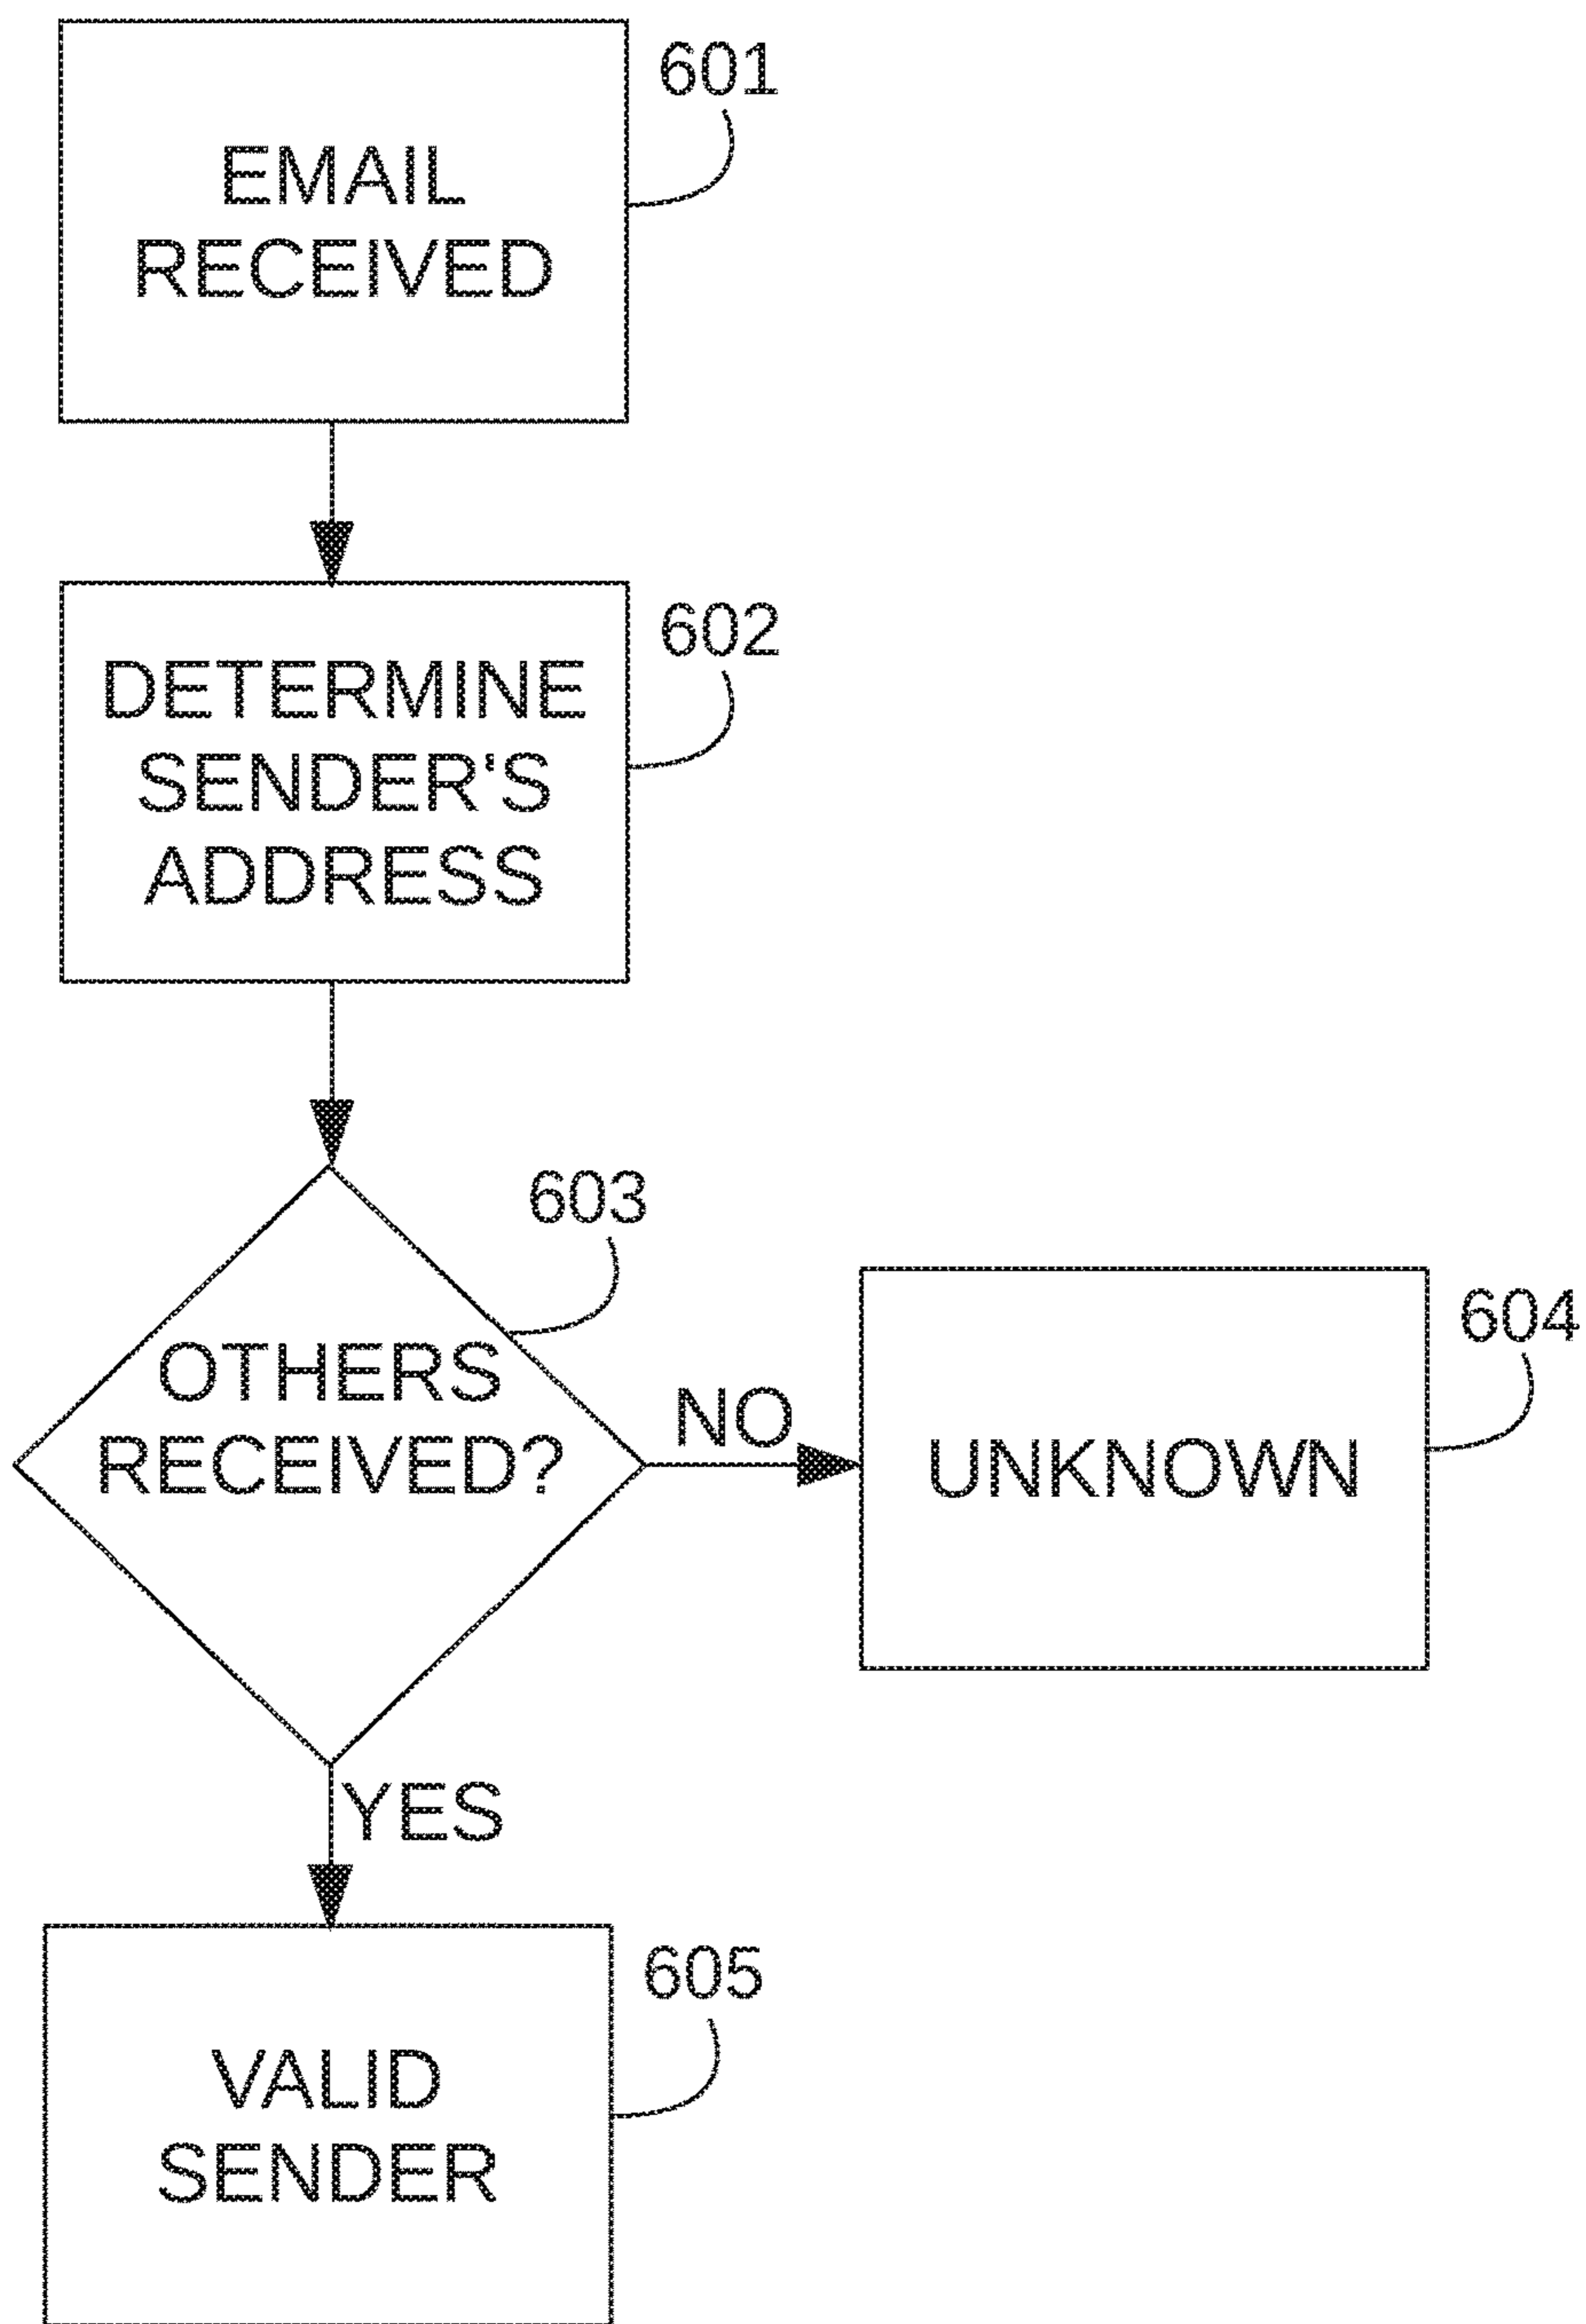 601
EMAIL
RECEIVED
602
DETERMINE
SENDER'S
ADDRESS
603
OTHERS
RECEIVED?
NO
604
UNKNOWN
YES
605
VALID
SENDER